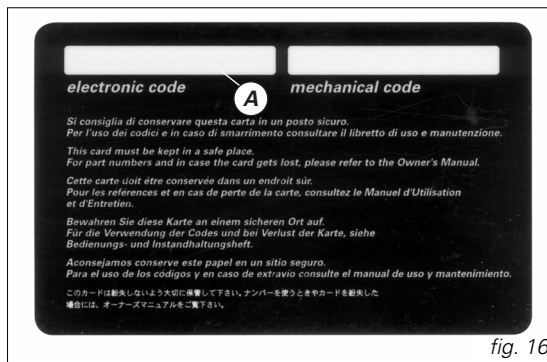 electronic code
A
mechanical code
Si consiglia di conservare questa carta in un posto sicuro.
Per l'uso dei codici e in caso di smarrimento consultare il libretto di uso e manutenzione.
This card must be kept in a safe place.
For part numbers and in case the card gets lost, please refer to the Owner's Manual.
Cette carte doit être conservée dans un endroit sûr.
Pour les references et en cas de perte de la carte, consultez le Manuel d'Utilisation
et d'Entretien.
Bewahren Sie diese Karte an einem sicheren Ort auf.
Für die Verwendung der Codes und bei Verlust der Karte, siehe
Bedienungs- und Instandhaltungsheft.
Aconsejamos conserve este papel en un sitio seguro.
Para el uso de los códigos y en caso de extravío consulte el manual de uso y mantenimiento.
このカードは紛失しないよう大切に保管して下さい。ナンバーを使うときやカードを紛失した
場合には、オーナーズマニュアルをご覧下さい。
fig. 16